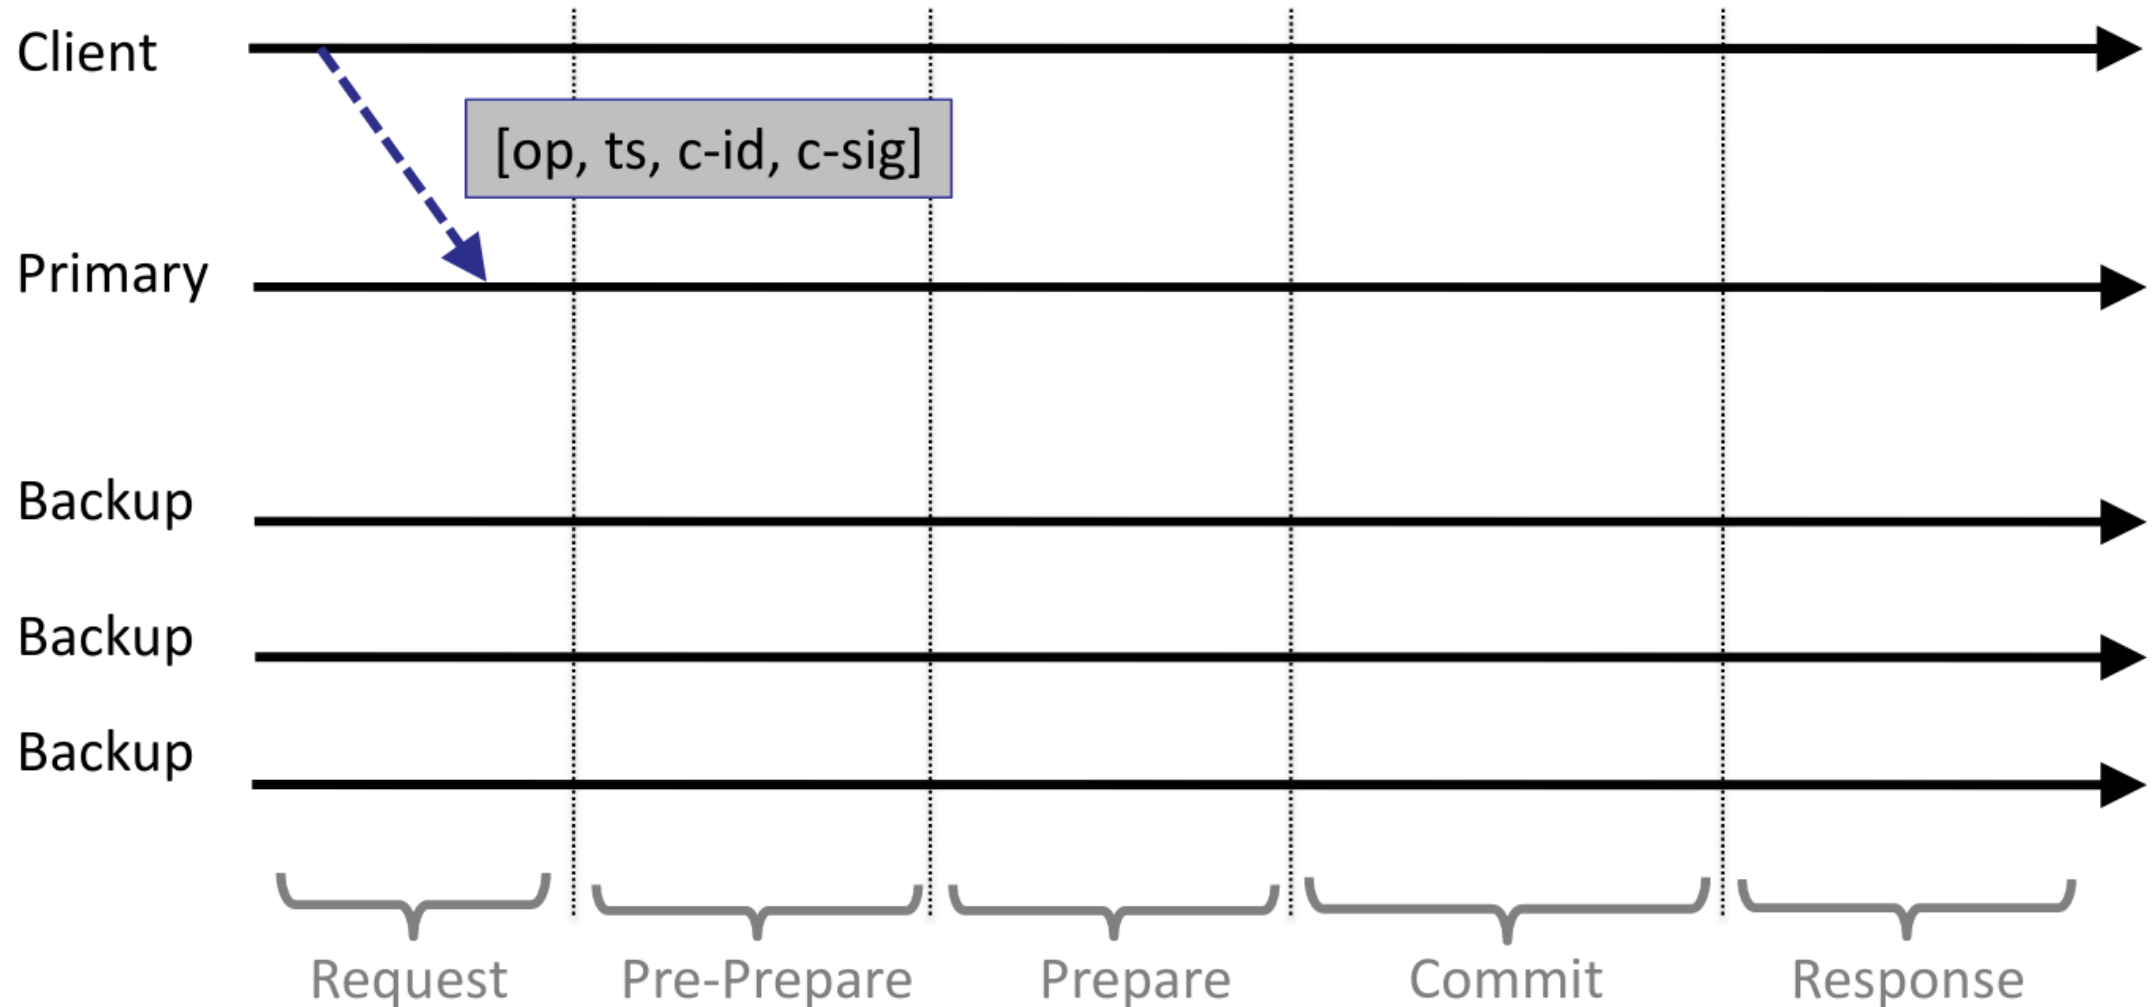 Client
[op, ts, c-id, c-sig]
Primary
Backup
Backup
Backup
Request
Pre-Prepare
Prepare
Commit
Response